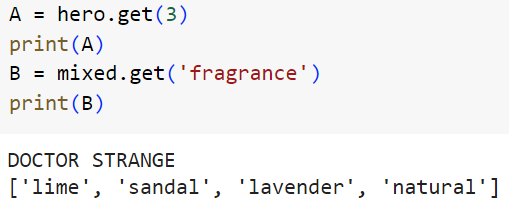 A = hero.get(3)
print(A)
B = mixed.get('fragrance')
print(B)
DOCTOR STRANGE
['lime', 'sandal', 'lavender', 'natural']